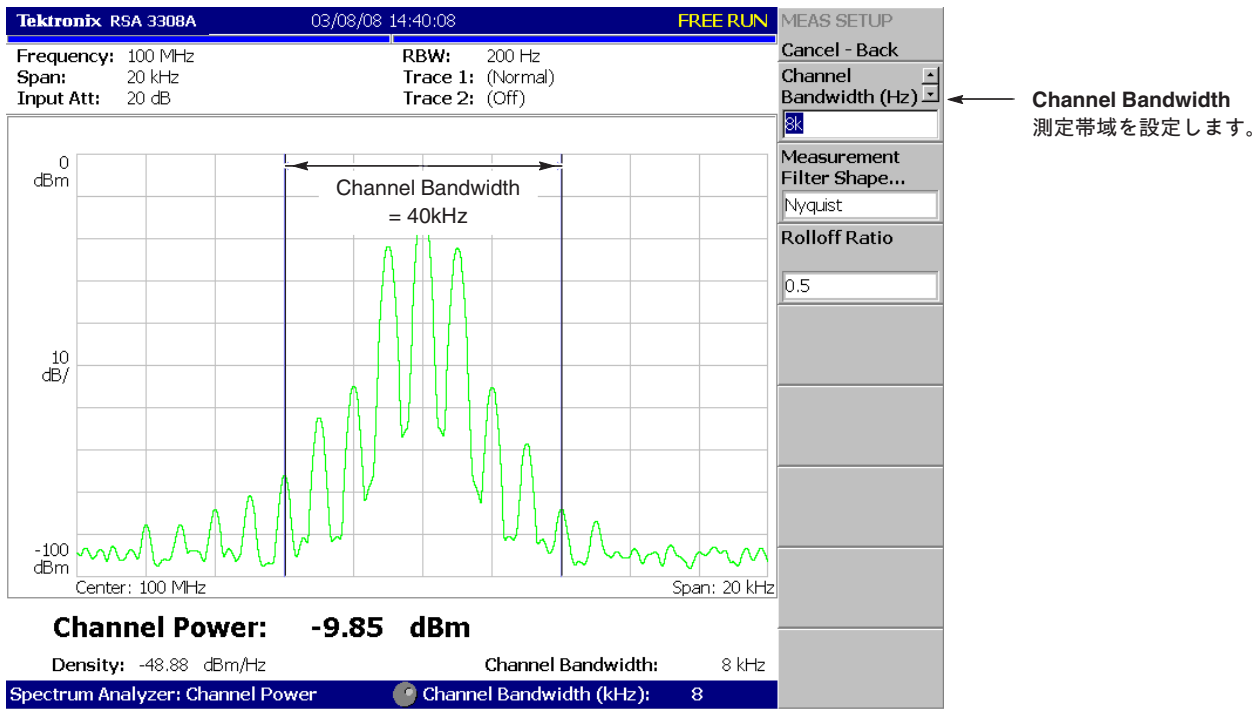 Tektronix RSA 3308A 03/08/08 14:40:08 FREE RUN
Frequency: 100 MHz RBW: 200 Hz
Span: 20 kHz Trace 1: (Normal)
Input Att: 20 dB Trace 2: (Off)
0
dBm
Channel Bandwidth
= 40kHz
10
dB/
-100
dBm
Center: 100 MHz Span: 20 kHz
Channel Power: -9.85 dBm
Density: -48.88 dBm/Hz Channel Bandwidth: 8 kHz
Spectrum Analyzer: Channel Power Channel Bandwidth (kHz): 8
MEAS SETUP
Cancel - Back
Channel
Bandwidth (Hz)
8k
Measurement
Filter Shape...
Nyquist
Rolloff Ratio
0.5
Channel Bandwidth
測定帯域を設定します。